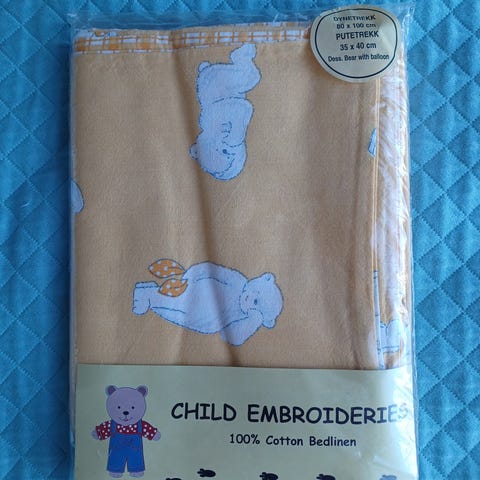 DYNETREKK
80 x 100 cm
PUTETREKK
35 x 40 cm
Dess. Bear with balloon
CHILD EMBROIDERIES
100% Cotton Bedlinen